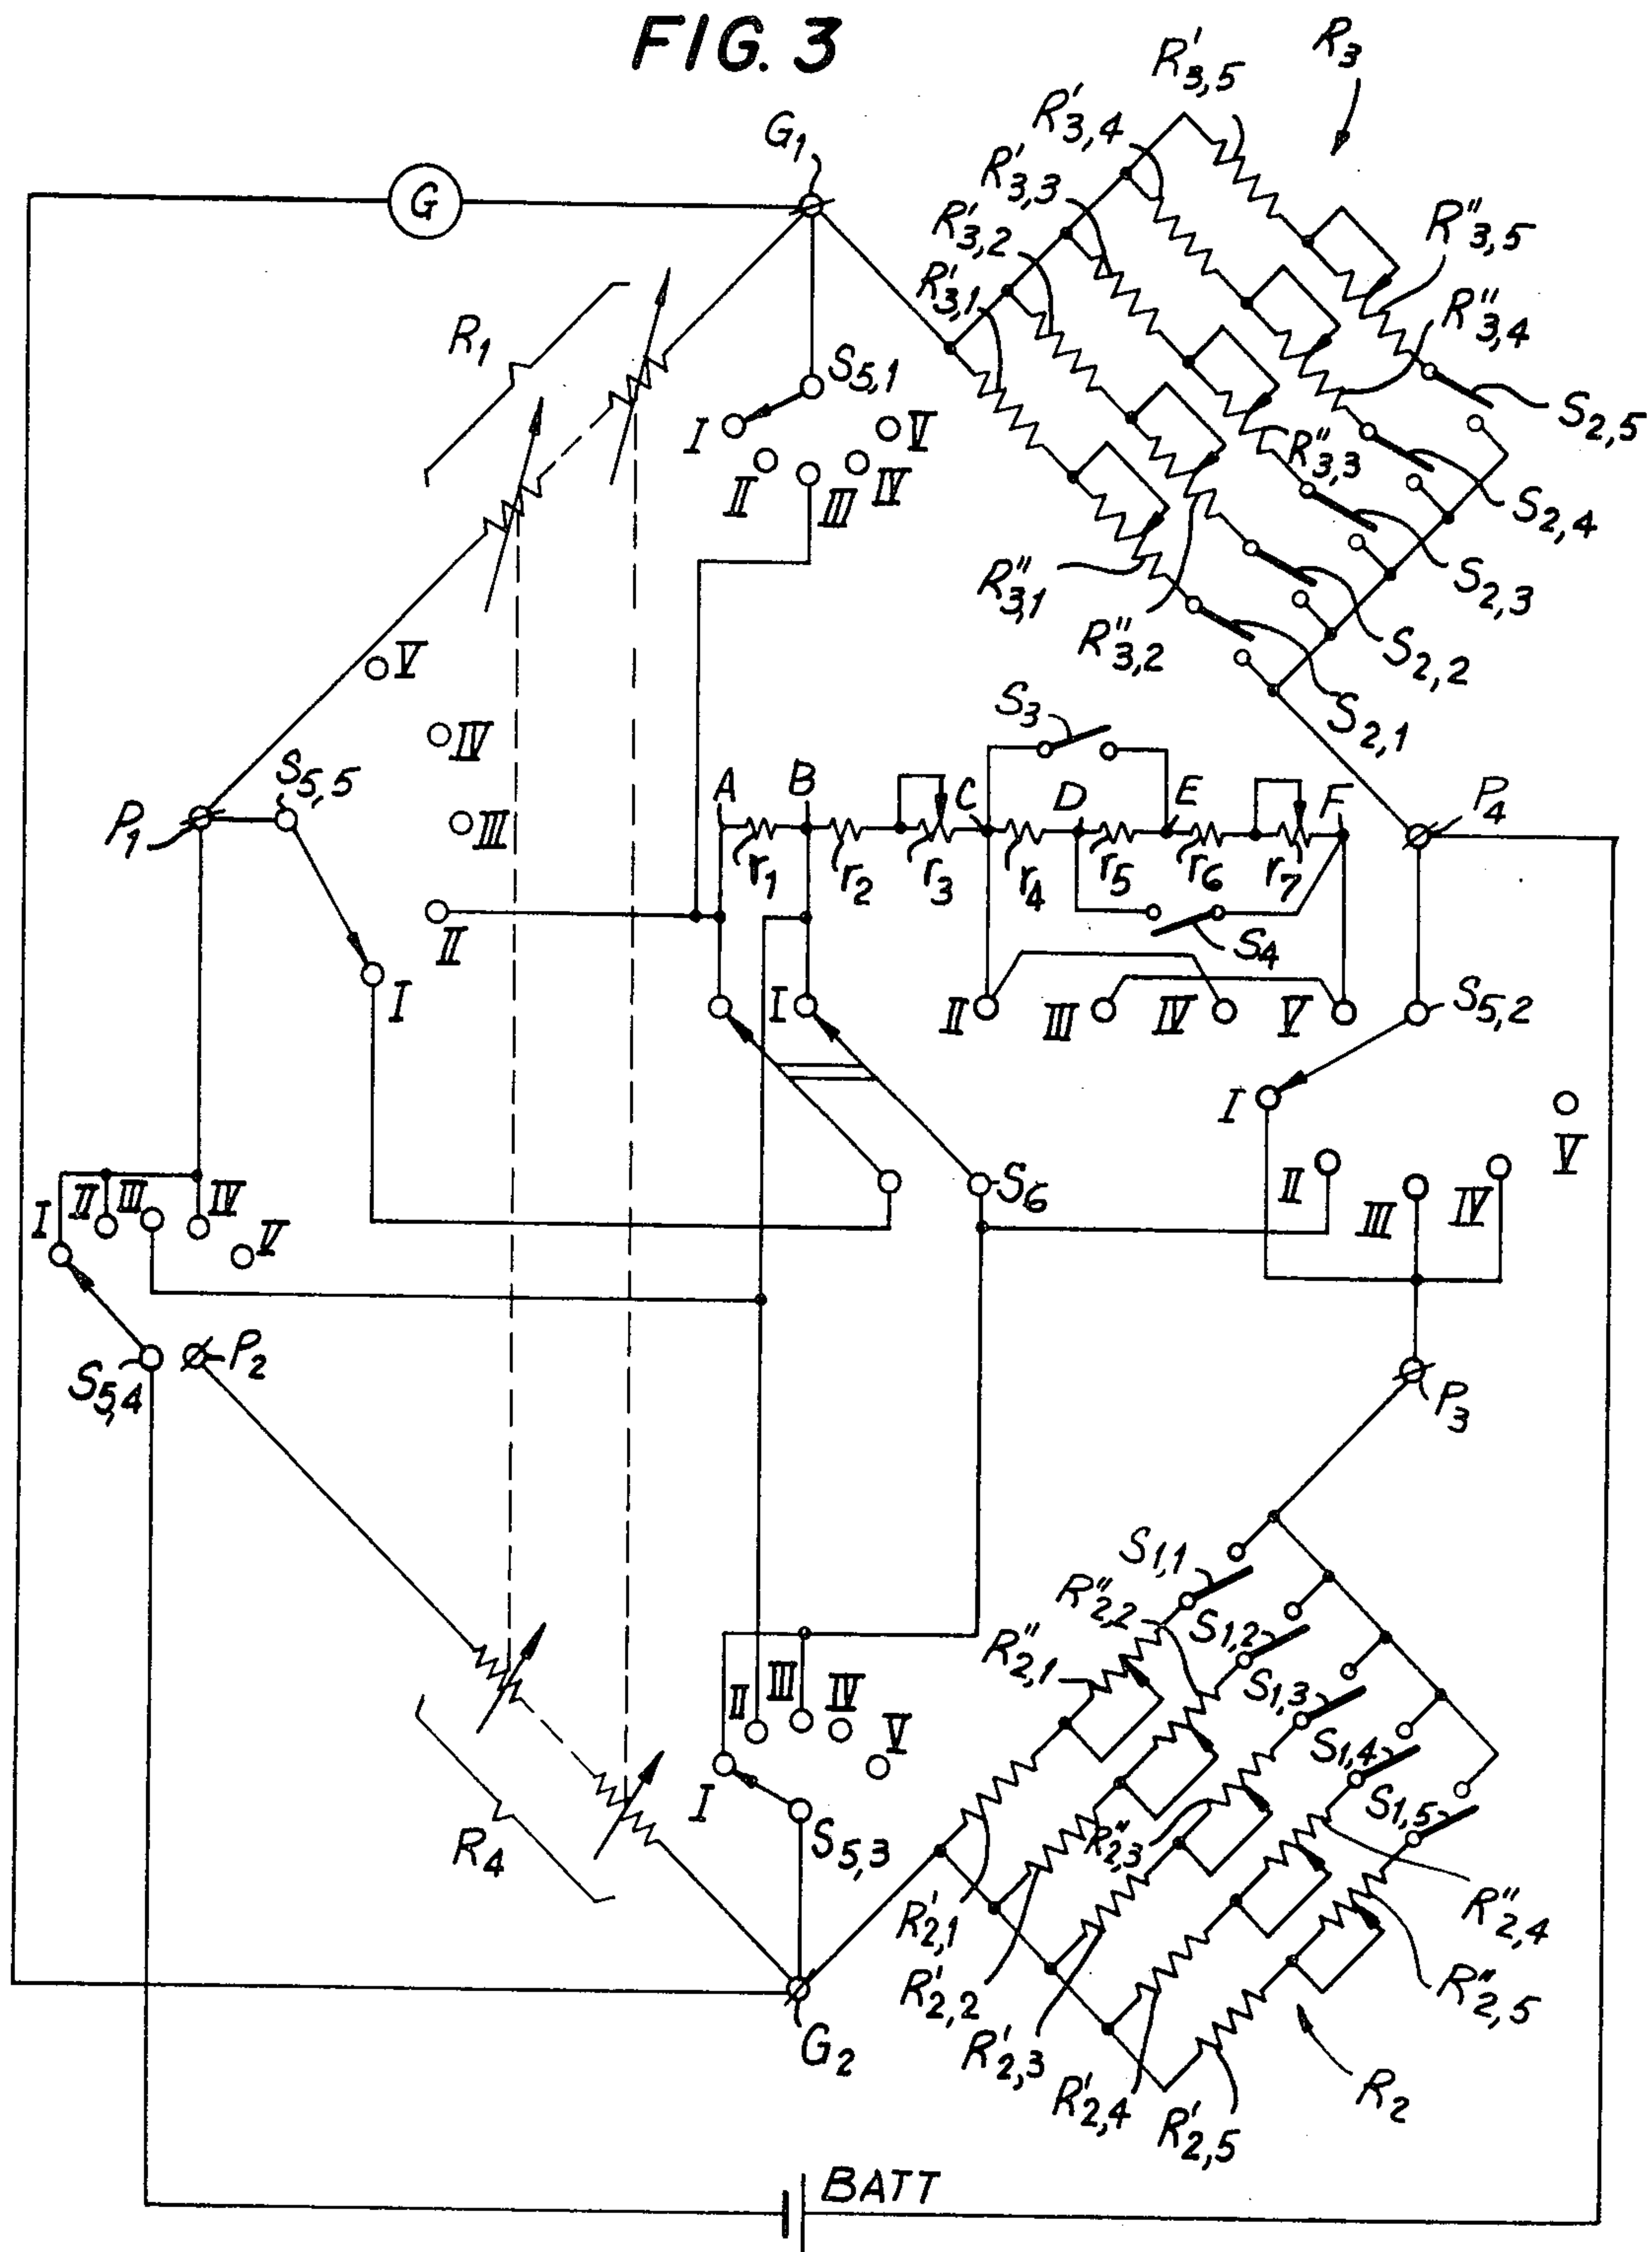 FIG. 3
R3
R'3,5
G1
R'3,4
R'3,3
G
R'3,2
R''3,5
R'3,1
R''3,4
R1
S5,1
S2,5
I
V
R''3,3
II
III
IV
S2,4
R''3,1
S2,3
R''3,2
S2,2
V
S3
S2,1
IV
S5,5
A
B
C
D
E
F
P4
P1
III
r1
r2
r3
r4
r5
r6
r7
II
S4
I
I
II
III
IV
V
S5,2
I
V
S6
I
II
III
IV
V
II
III
IV
P2
S5,4
P3
S1,1
R''2,2
R''2,1
S1,2
II
III
IV
V
S1,3
S1,4
I
S1,5
R4
S5,3
R''2,3
R'2,1
R''2,4
R'2,2
R''2,5
G2
R'2,3
R'2,4
R2
R'2,5
BATT